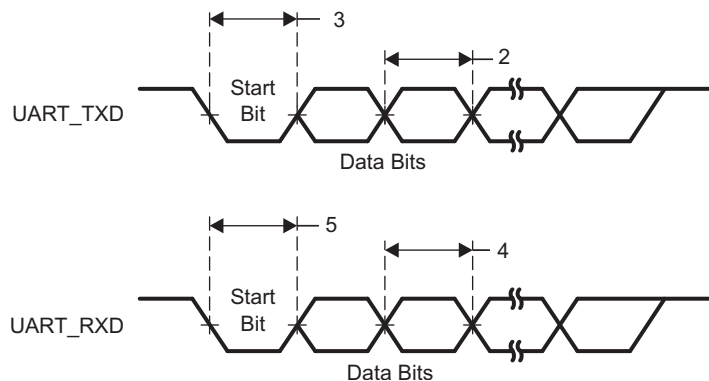 3
2
Start
Bit
UART_TXD
Data Bits
5
4
Start
Bit
UART_RXD
Data Bits